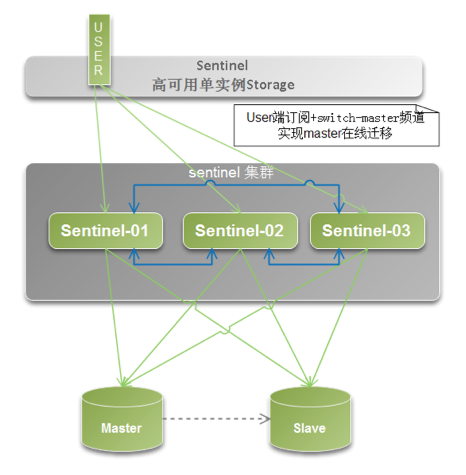 USER
Sentinel
高可用单实例Storage
User端订阅+switch-master频道
实现master在线迁移
sentinel 集群
Sentinel-01
Sentinel-02
Sentinel-03
Master
Slave